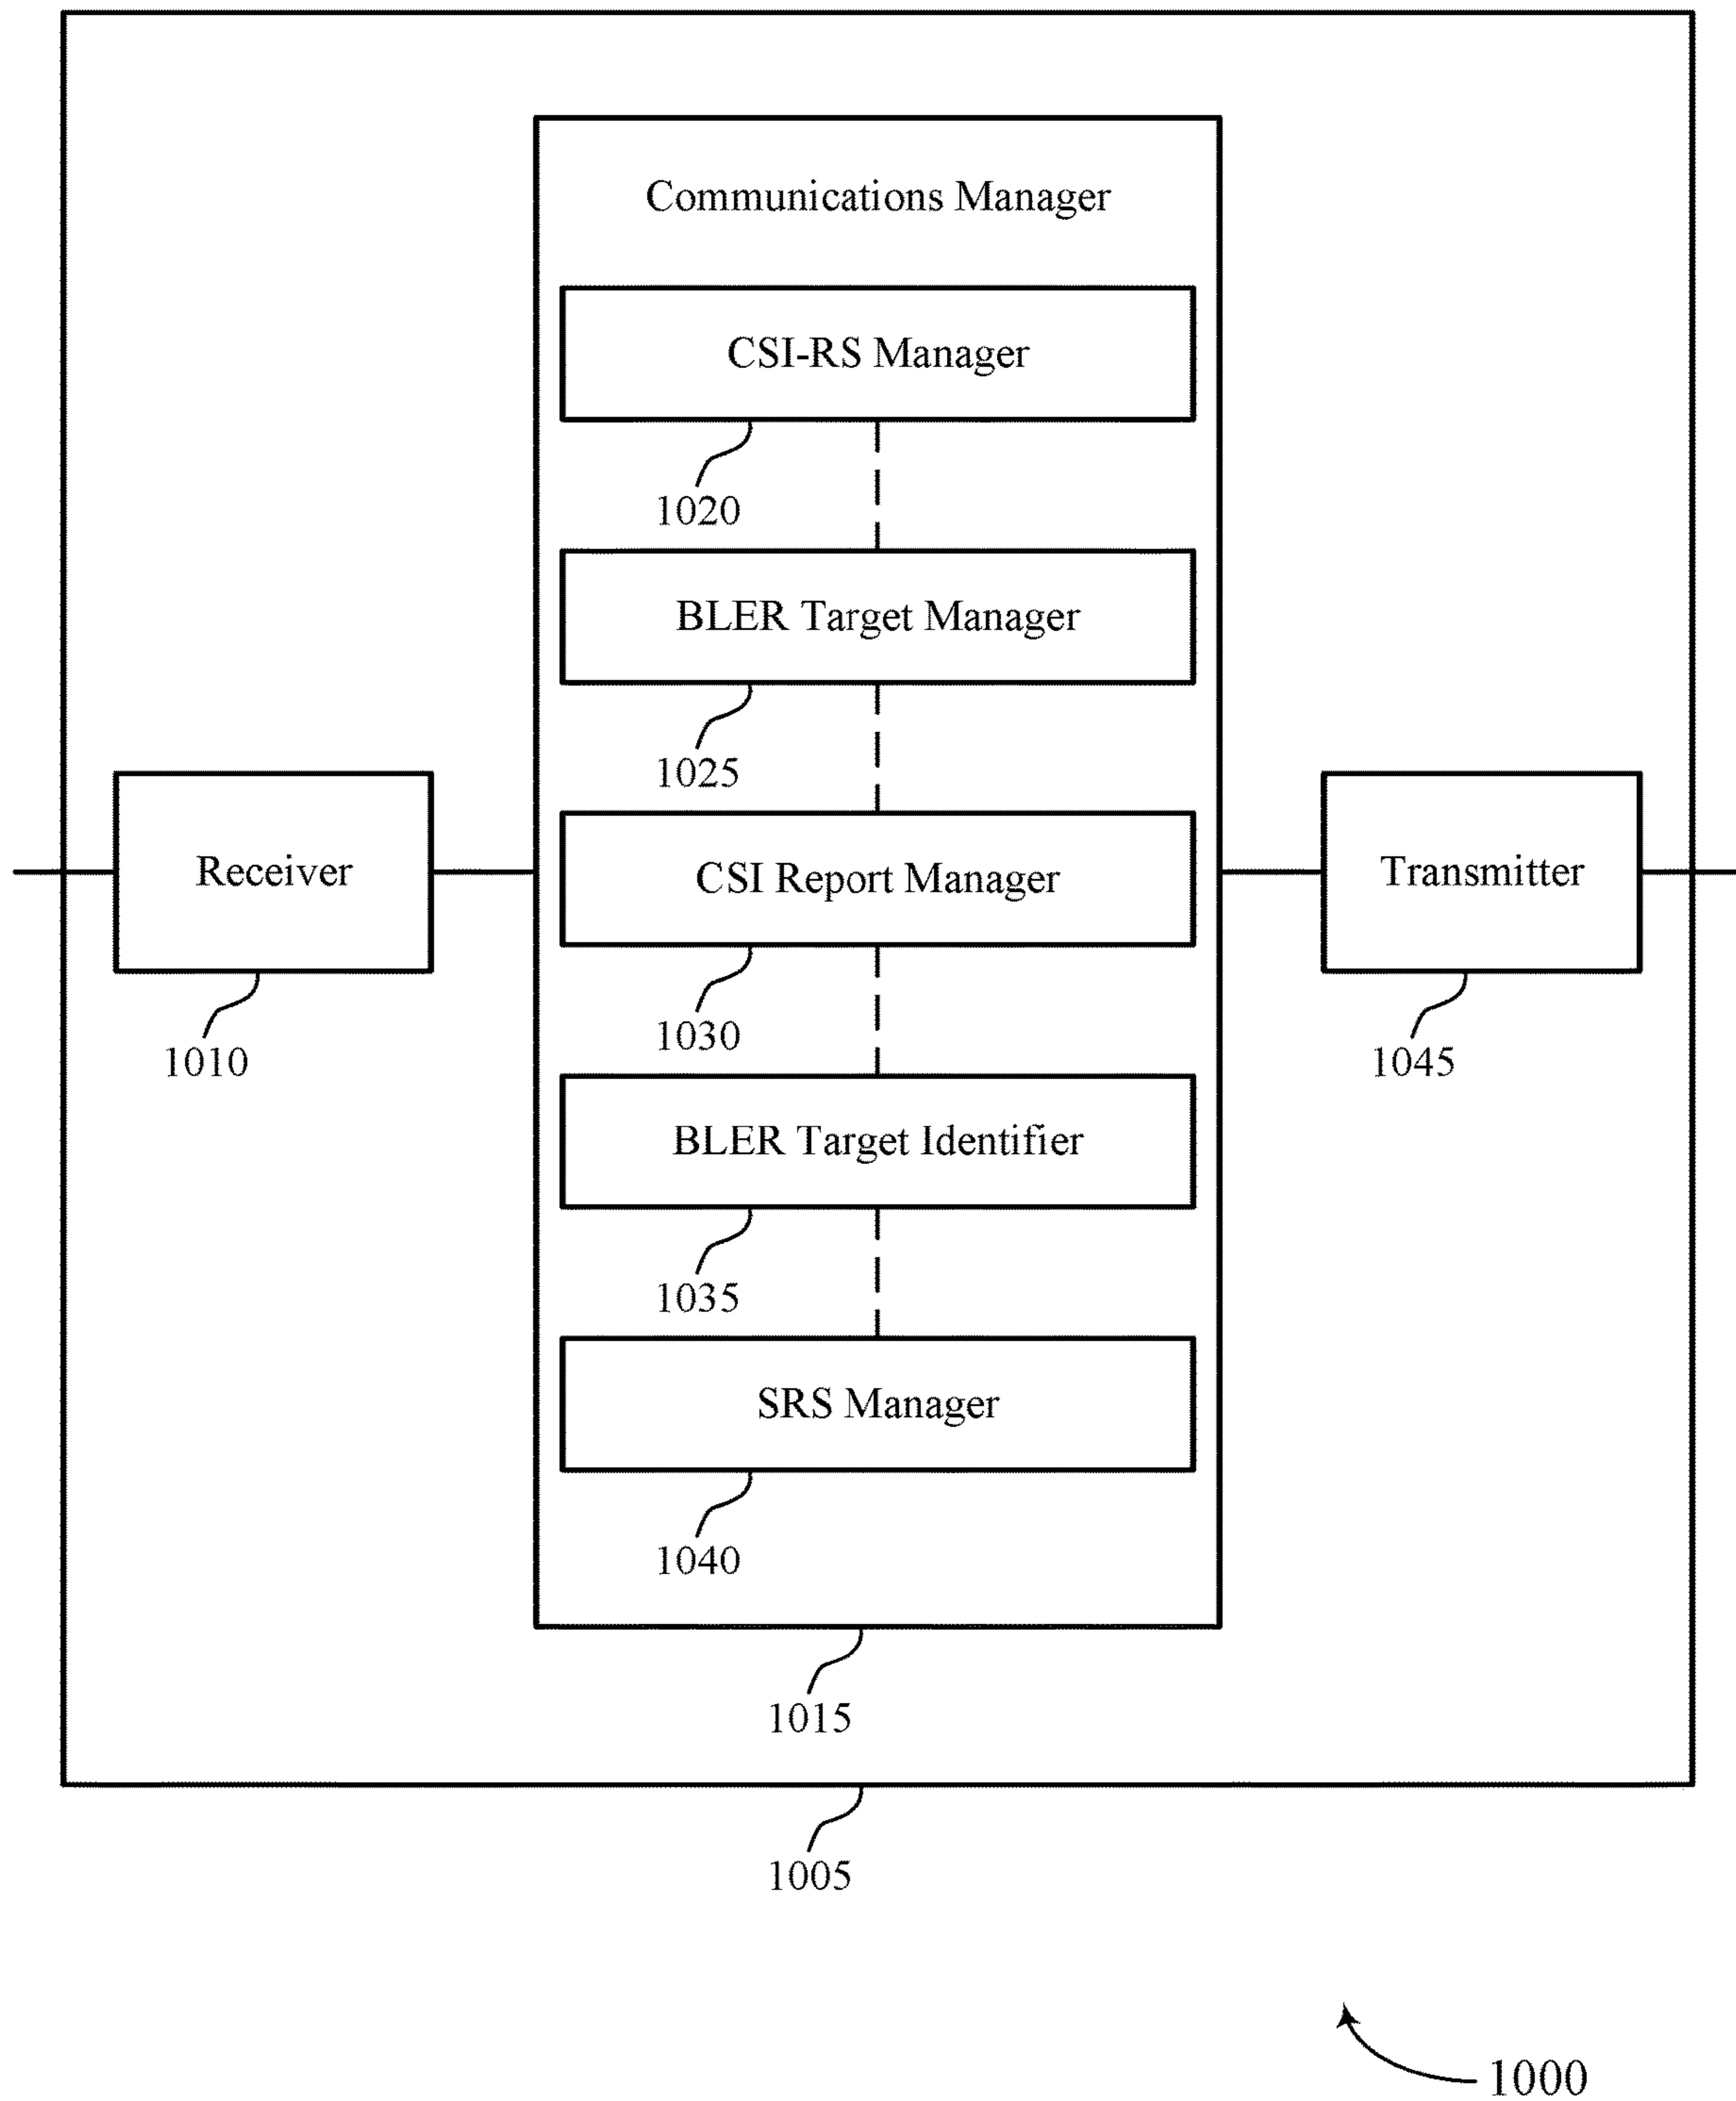 Communications Manager
CSI-RS Manager
1020
BLER Target Manager
1025
Receiver
1010
CSI Report Manager
1030
Transmitter
1045
BLER Target Identifier
1035
SRS Manager
1040
1015
1005
1000